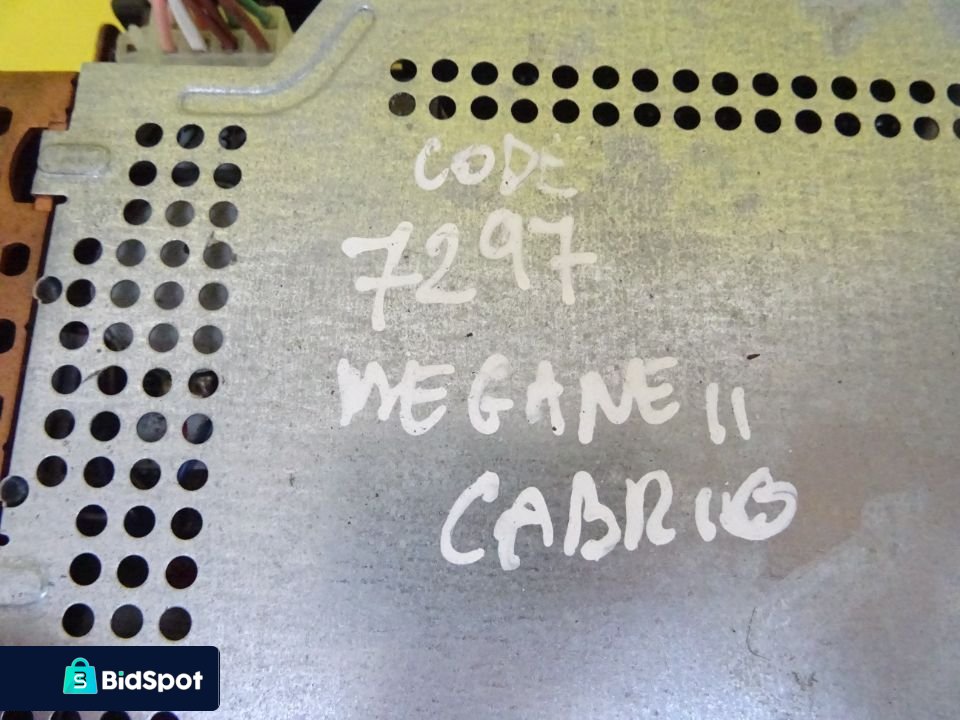 CODE
7297
MEGANE II
CABRIO
BidSpot